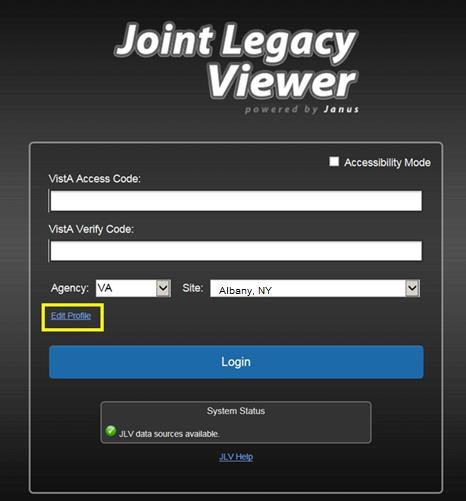 Joint Legacy
Viewer
powered by Janus
Accessibility Mode
VistA Access Code:
VistA Verify Code:
Agency: VA Site: Albany, NY
Edit Profile
Login
System Status
JLV data sources available.
JLV Help